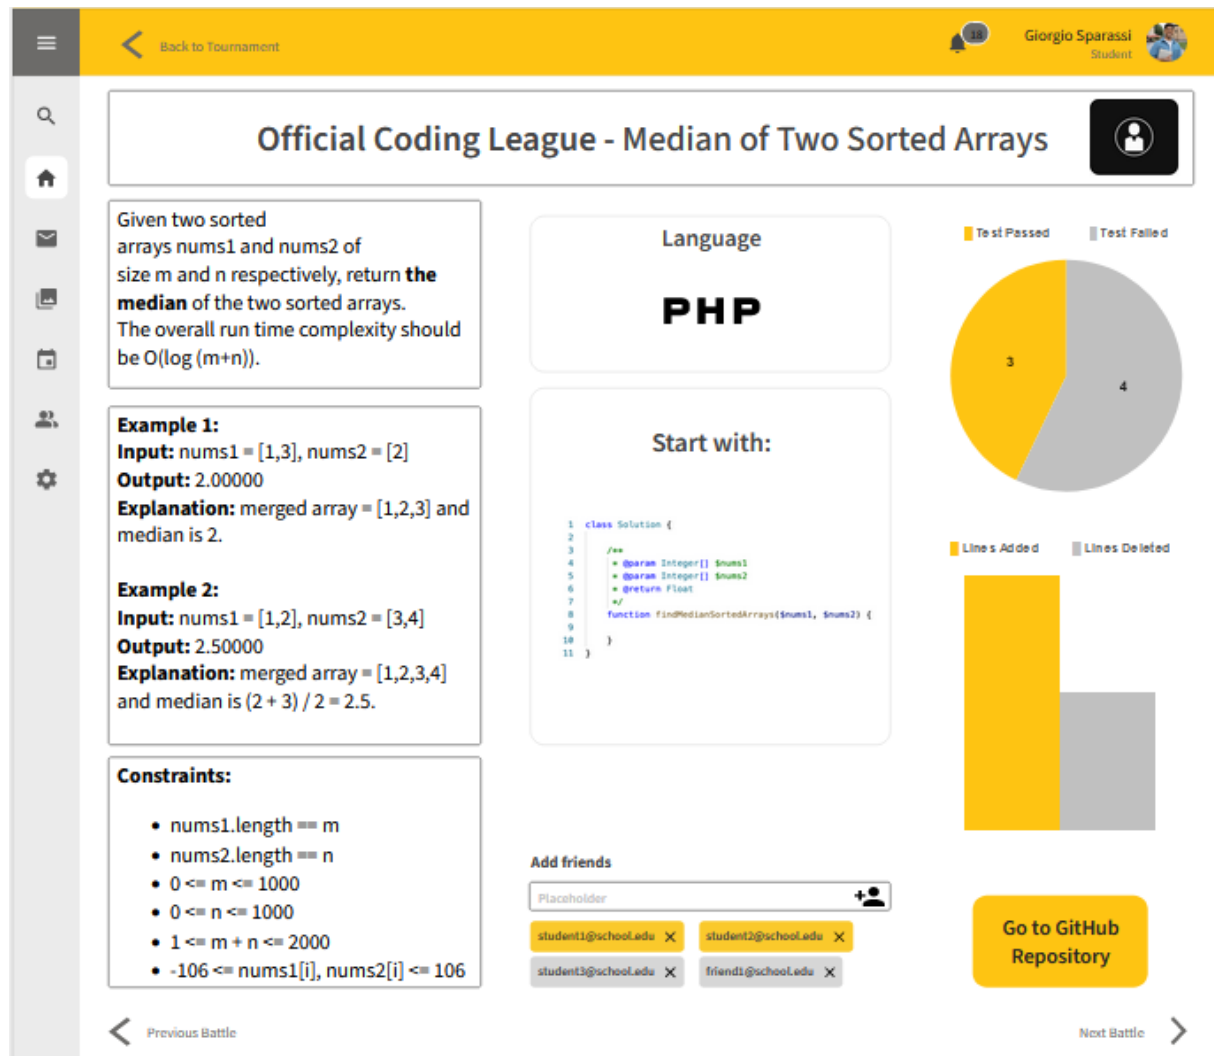 Back to Tournament
18
Giorgio Sparassi
Student
Official Coding League - Median of Two Sorted Arrays
Given two sorted
arrays nums1 and nums2 of
size m and n respectively, return the
median of the two sorted arrays.
The overall run time complexity should
be O(log (m+n)).
Example 1:
Input: nums1 = [1,3], nums2 = [2]
Output: 2.00000
Explanation: merged array = [1,2,3] and
median is 2.
Example 2:
Input: nums1 = [1,2], nums2 = [3,4]
Output: 2.50000
Explanation: merged array = [1,2,3,4]
and median is (2 + 3) / 2 = 2.5.
Constraints:
• nums1.length == m
• nums2.length == n
• 0 <= m <= 1000
• 0 <= n <= 1000
• 1 <= m + n <= 2000
• -106 <= nums1[i], nums2[i] <= 106
Language
PHP
Start with:
1 class Solution {
2
3 /**
4 * @param Integer[] $nums1
5 * @param Integer[] $nums2
6 * @return Float
7 */
8 function findMedianSortedArrays($nums1, $nums2) {
9
10 }
11 }
Add friends
Placeholder
student1@school.edu
student2@school.edu
student3@school.edu
friend1@school.edu
Test Passed
Test Failed
3
4
Lines Added
Lines Deleted
Go to GitHub
Repository
Previous Battle
Next Battle